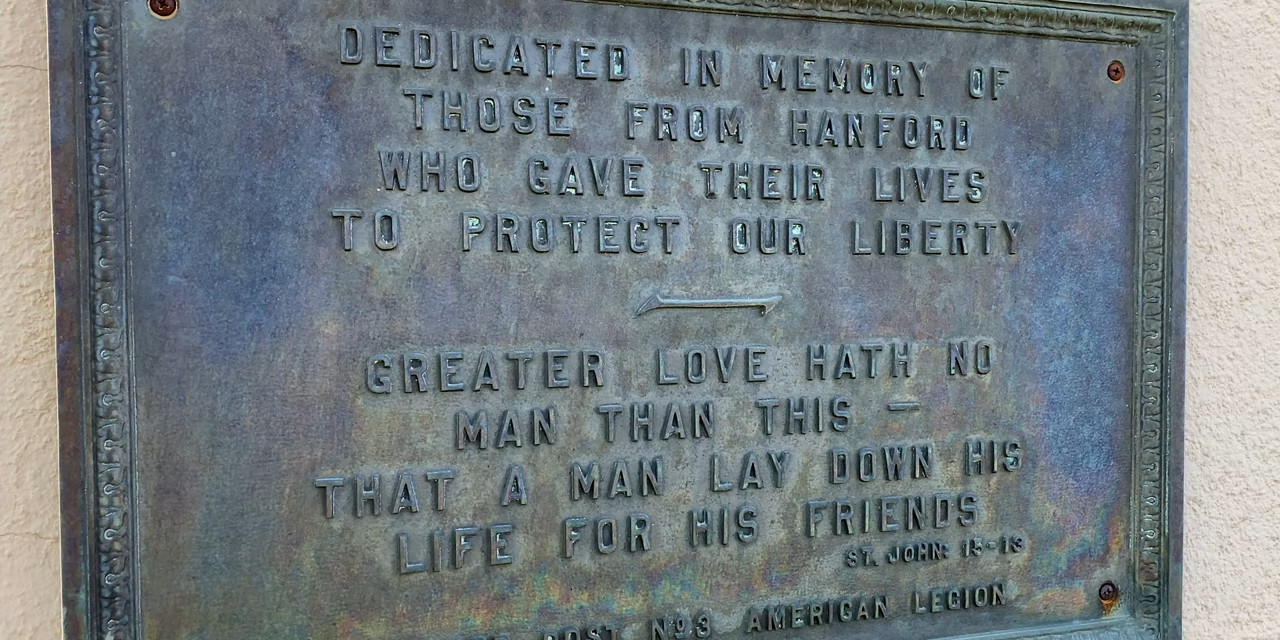 DEDICATED IN MEMORY OF
THOSE FROM HANFORD
WHO GAVE THEIR LIVES
TO PROTECT OUR LIBERTY
GREATER LOVE HATH NO
MAN THAN THIS —
THAT A MAN LAY DOWN HIS
LIFE FOR HIS FRIENDS
ST. JOHN: 15-13
POST Nº3 AMERICAN LEGION